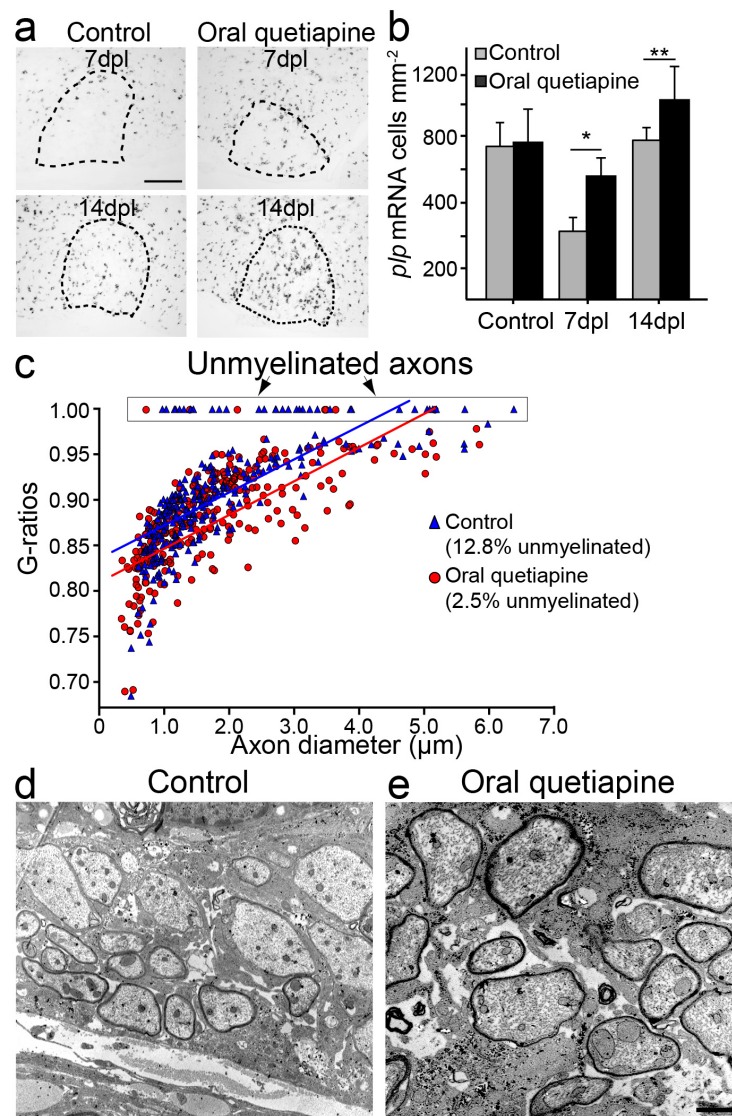 a
Control
Oral quetiapine
7dpl
7dpl
14dpl
14dpl
b
Control
Oral quetiapine
plp mRNA cells mm-2
1200
800
400
200
*
**
Control 7dpl 14dpl
c
Unmyelinated axons
G-ratios
1.00
0.95
0.90
0.85
0.80
0.75
0.70
Control
(12.8% unmyelinated)
Oral quetiapine
(2.5% unmyelinated)
0 1.0 2.0 3.0 4.0 5.0 6.0 7.0
Axon diameter (µm)
d
Control
e
Oral quetiapine